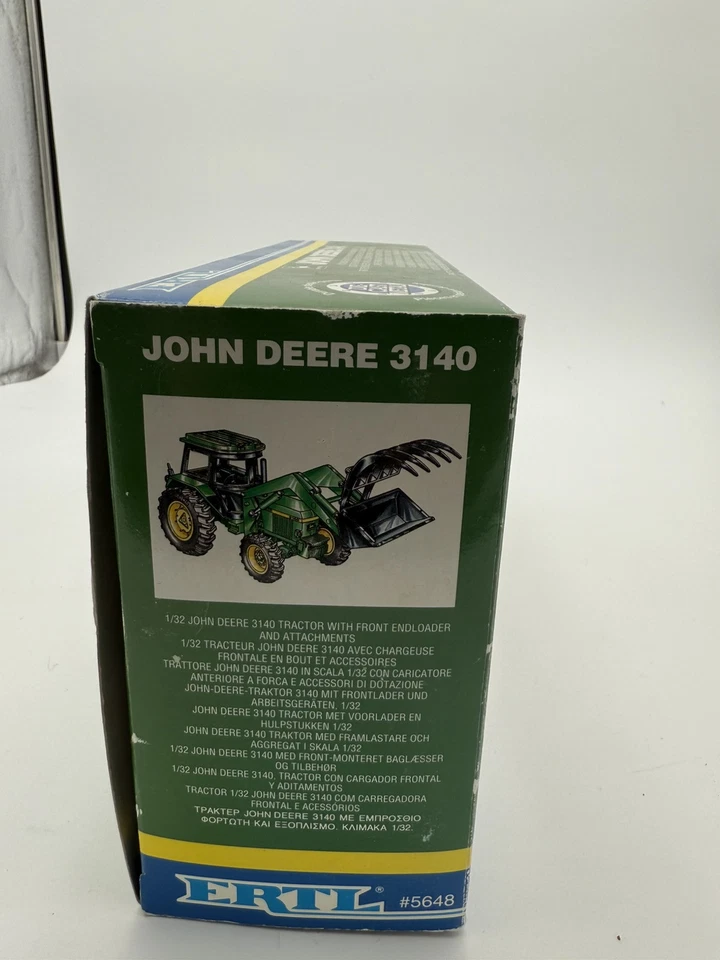 JOHN DEERE 3140
1/32 JOHN DEERE 3140 TRACTOR WITH FRONT ENDLOADER
AND ATTACHMENTS
1/32 TRACTEUR JOHN DEERE 3140 AVEC CHARGEUSE
FRONTALE EN BOUT ET ACCESSOIRES
TRATTORE JOHN DEERE 3140 IN SCALA 1/32 CON CARICATORE
ANTERIORE A FORCA E ACCESSORI DI DOTAZIONE
JOHN-DEERE-TRAKTOR 3140 MIT FRONTLADER UND
ARBEITSGERÄTEN. 1/32
JOHN DEERE 3140 TRACTOR MET VOORLADER EN
HULPSTUKKEN 1/32
JOHN DEERE 3140 TRAKTOR MED FRAMLASTARE OCH
AGGREGAT I SKALA 1/32
1/32 JOHN DEERE 3140 MED FRONT-MONTERET BAGLÆSSER
OG TILBEHØR
1/32 JOHN DEERE 3140, TRACTOR CON CARGADOR FRONTAL
Y ADITAMENTOS
TRACTOR 1/32 JOHN DEERE 3140 COM CARREGADORA
FRONTAL E ACESSÓRIOS
ΤΡΑΚΤΕΡ JOHN DEERE 3140 ΜΕ ΕΜΠΡΟΣΘΙΟ
ΦΟΡΤΩΤΗ ΚΑΙ ΕΞΟΠΛΙΣΜΟ. ΚΛΙΜΑΚΑ 1/32.
ERTL® #5648